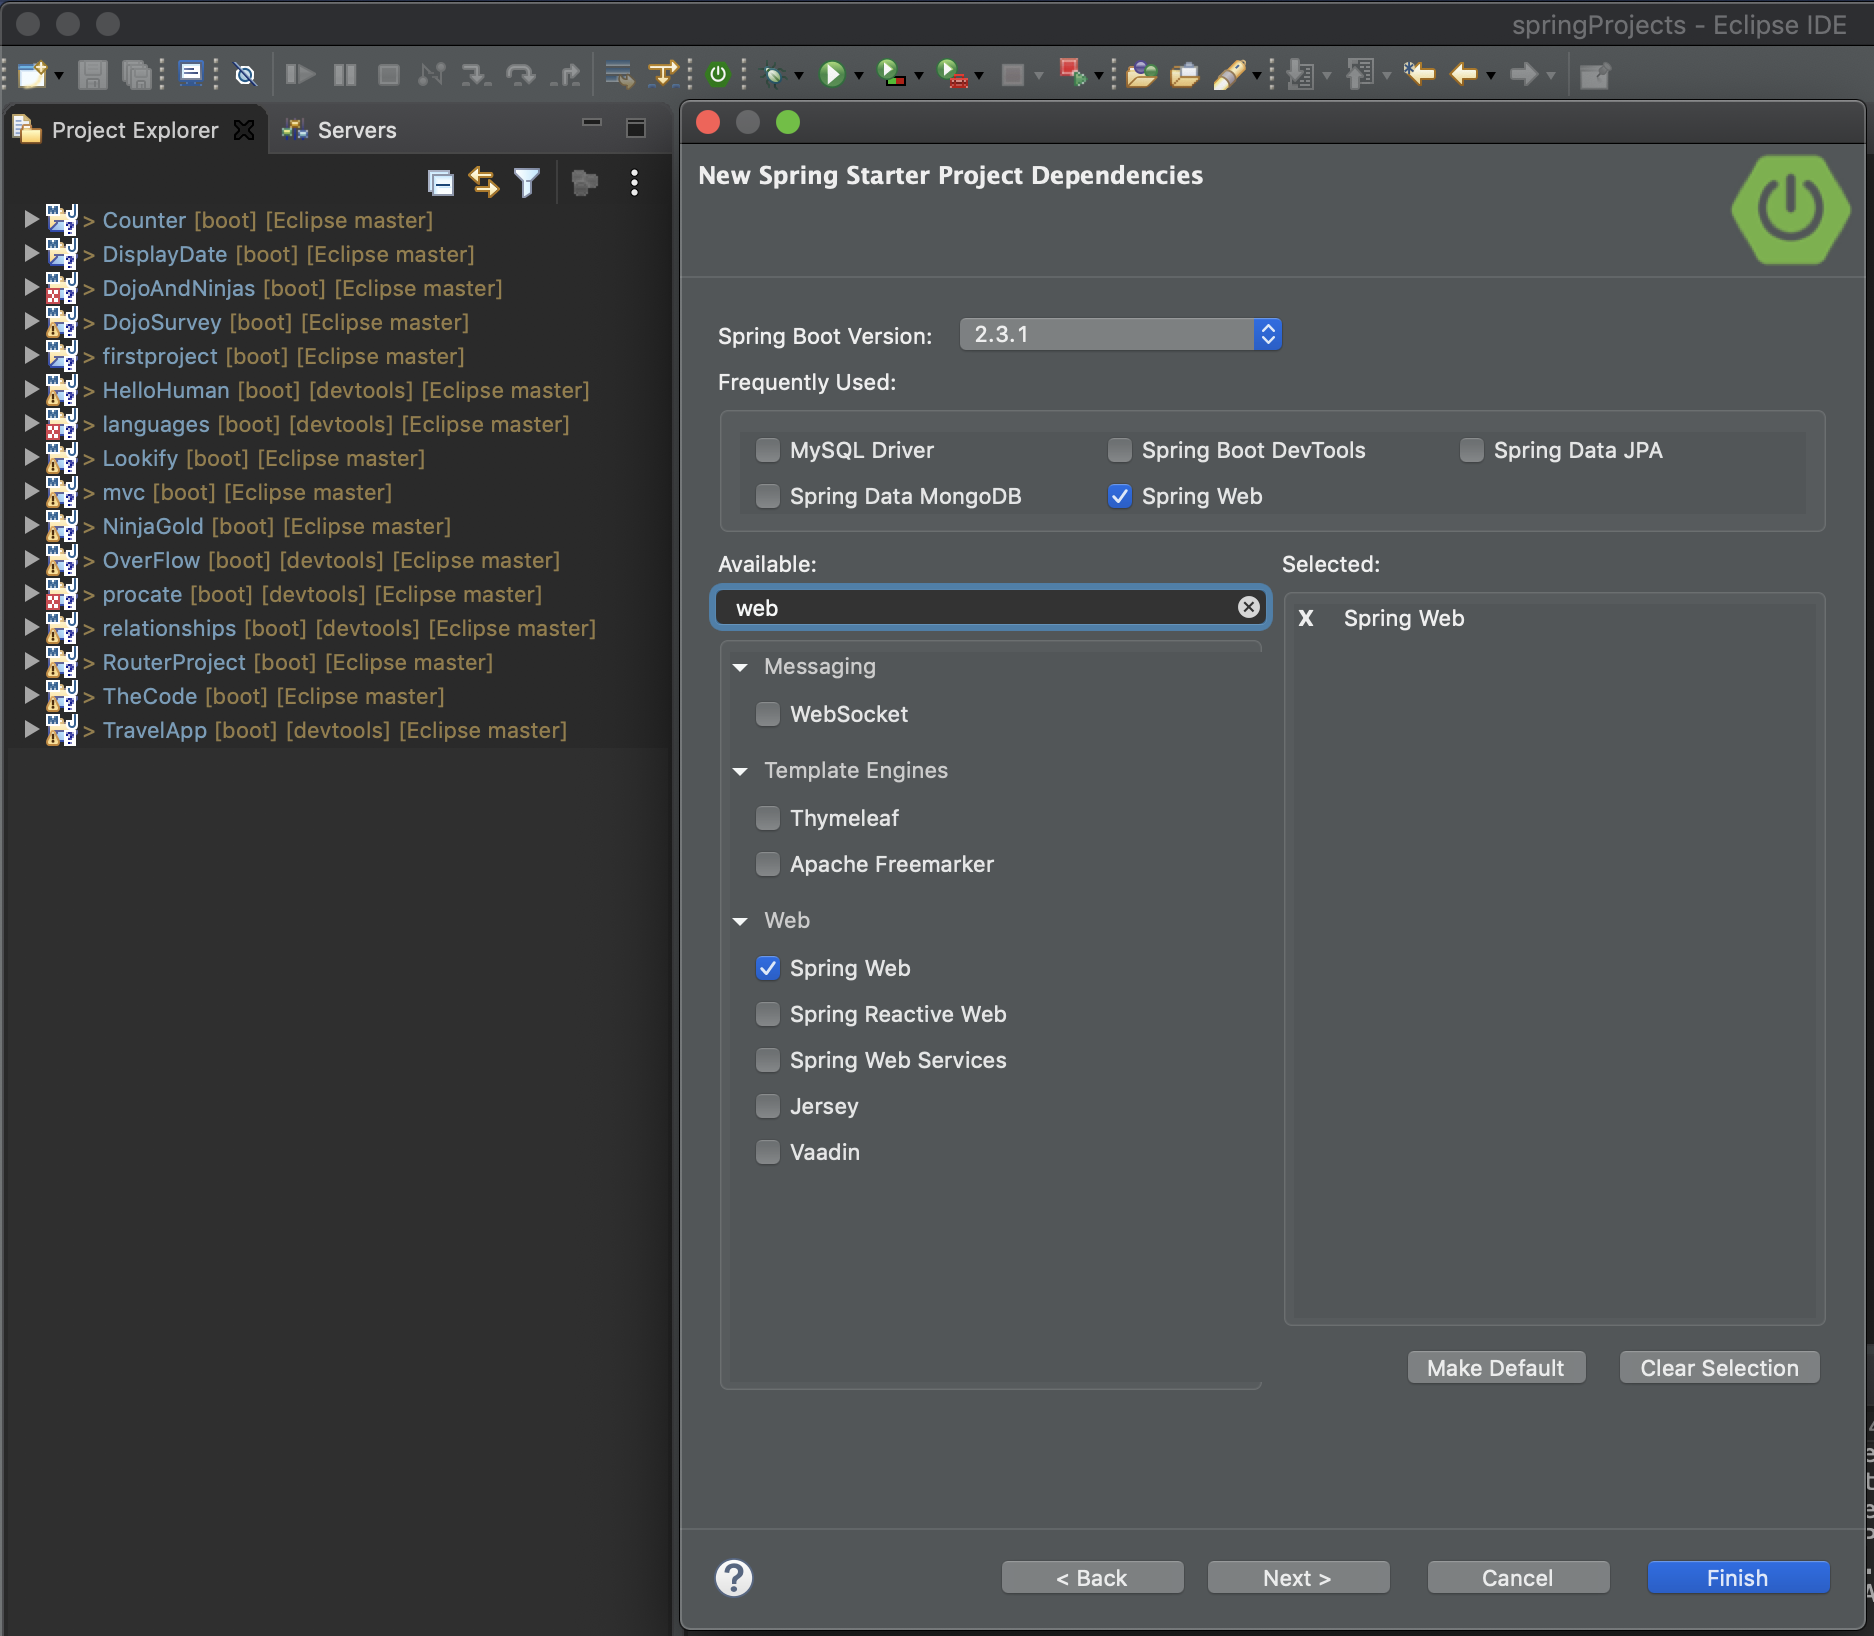 springProjects - Eclipse IDE
Project Explorer
Servers
> Counter [boot] [Eclipse master]
> DisplayDate [boot] [Eclipse master]
> DojoAndNinjas [boot] [Eclipse master]
> DojoSurvey [boot] [Eclipse master]
> firstproject [boot] [Eclipse master]
> HelloHuman [boot] [devtools] [Eclipse master]
> languages [boot] [devtools] [Eclipse master]
> Lookify [boot] [Eclipse master]
> mvc [boot] [Eclipse master]
> NinjaGold [boot] [Eclipse master]
> OverFlow [boot] [devtools] [Eclipse master]
> procate [boot] [devtools] [Eclipse master]
> relationships [boot] [devtools] [Eclipse master]
> RouterProject [boot] [Eclipse master]
> TheCode [boot] [Eclipse master]
> TravelApp [boot] [devtools] [Eclipse master]
New Spring Starter Project Dependencies
Spring Boot Version: 2.3.1
Frequently Used:
MySQL Driver Spring Boot DevTools Spring Data JPA
Spring Data MongoDB Spring Web
Available:
web
Messaging
WebSocket
Template Engines
Thymeleaf
Apache Freemarker
Web
Spring Web
Spring Reactive Web
Spring Web Services
Jersey
Vaadin
Selected:
X Spring Web
Make Default Clear Selection
? < Back Next > Cancel Finish